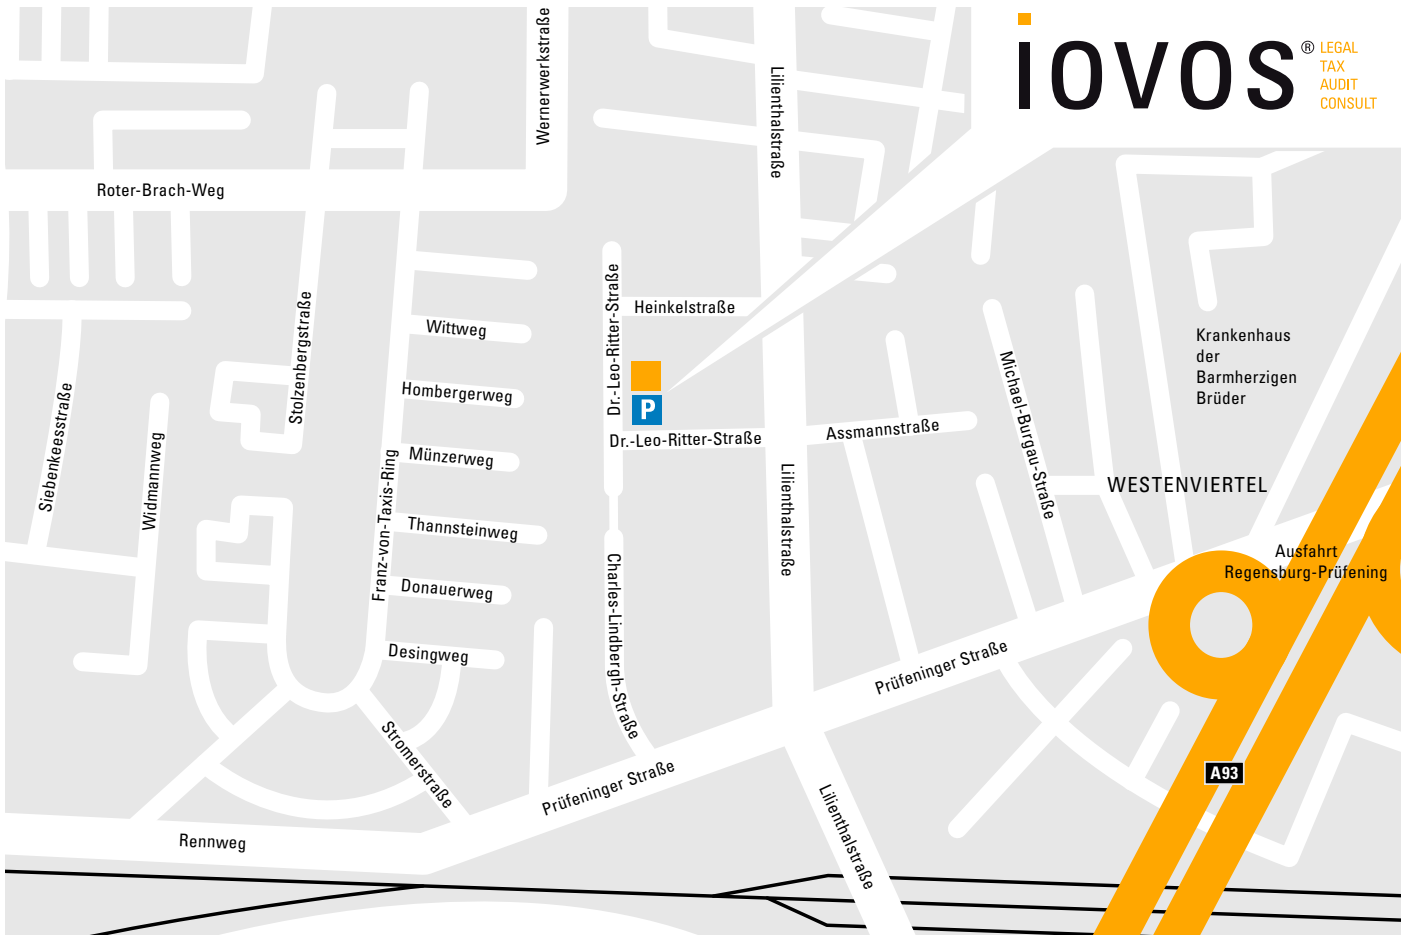 iOVOS®
LEGAL
TAX
AUDIT
CONSULT
Wernerwerkstraße
Lilienthalstraße
Roter-Brach-Weg
Dr.-Leo-Ritter-Straße
Heinkelstraße
Stolzenbergstraße
Wittweg
Krankenhaus
der
Barmherzigen
Brüder
Michael-Burgau-Straße
Siebenkeesstraße
Hombergerweg
P
Widmannweg
Dr.-Leo-Ritter-Straße
Assmannstraße
Franz-von-Taxis-Ring
Münzerweg
Lilienthalstraße
WESTENVIERTEL
Thannsteinweg
Ausfahrt
Regensburg-Prüfening
Charles-Lindbergh-Straße
Donauerweg
Desingweg
Prüfeninger Straße
Stromerstraße
Prüfeninger Straße
A93
Lilienthalstraße
Rennweg